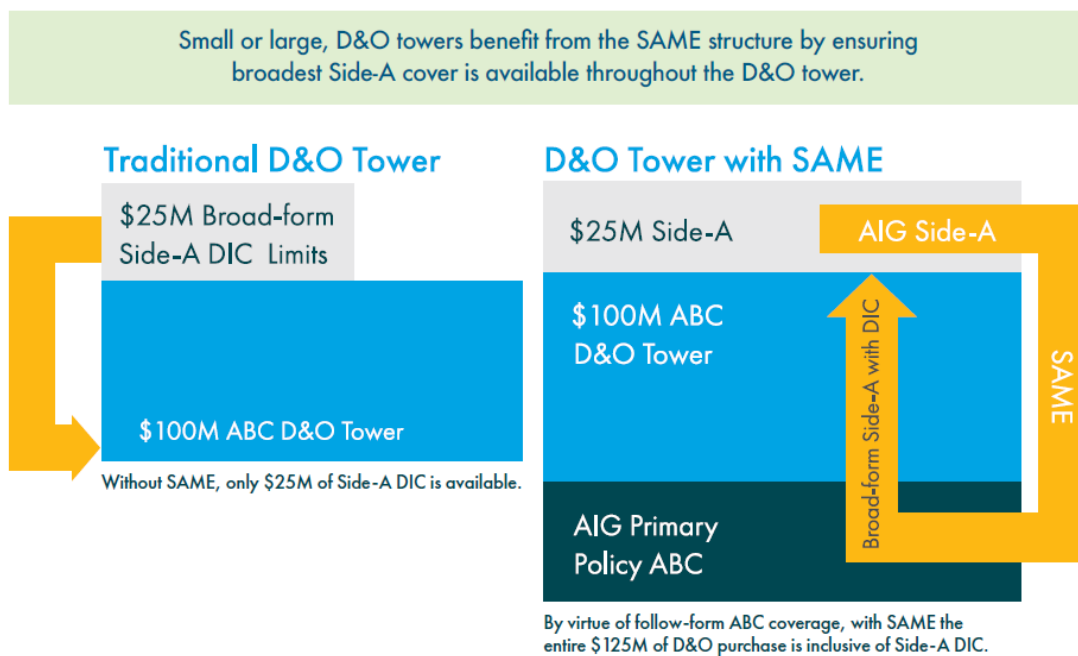 Small or large, D&O towers benefit from the SAME structure by ensuring
broadest Side-A cover is available throughout the D&O tower.
Traditional D&O Tower
$25M Broad-form
Side-A DIC Limits
$100M ABC D&O Tower
Without SAME, only $25M of Side-A DIC is available.
D&O Tower with SAME
$25M Side-A
AIG Side-A
$100M ABC
D&O Tower
Broad-form Side-A with DIC
SAME
AIG Primary
Policy ABC
By virtue of follow-form ABC coverage, with SAME the
entire $125M of D&O purchase is inclusive of Side-A DIC.